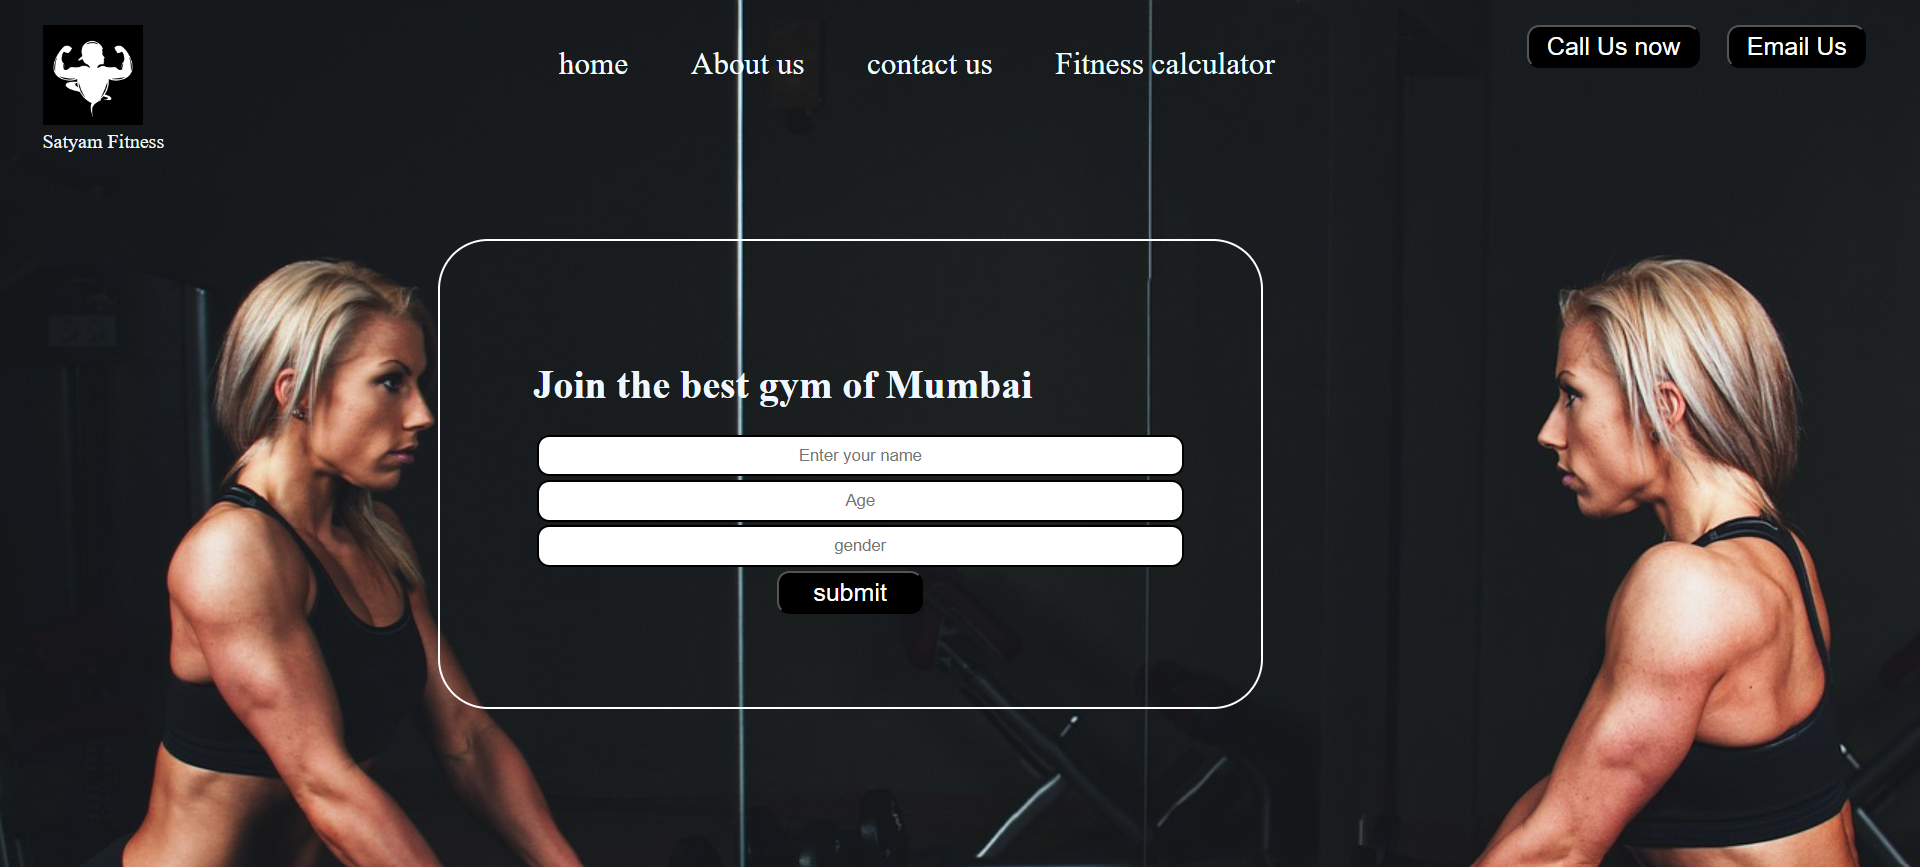 Satyam Fitness
home
About us
contact us
Fitness calculator
Call Us now
Email Us
Join the best gym of Mumbai
Enter your name
Age
gender
submit